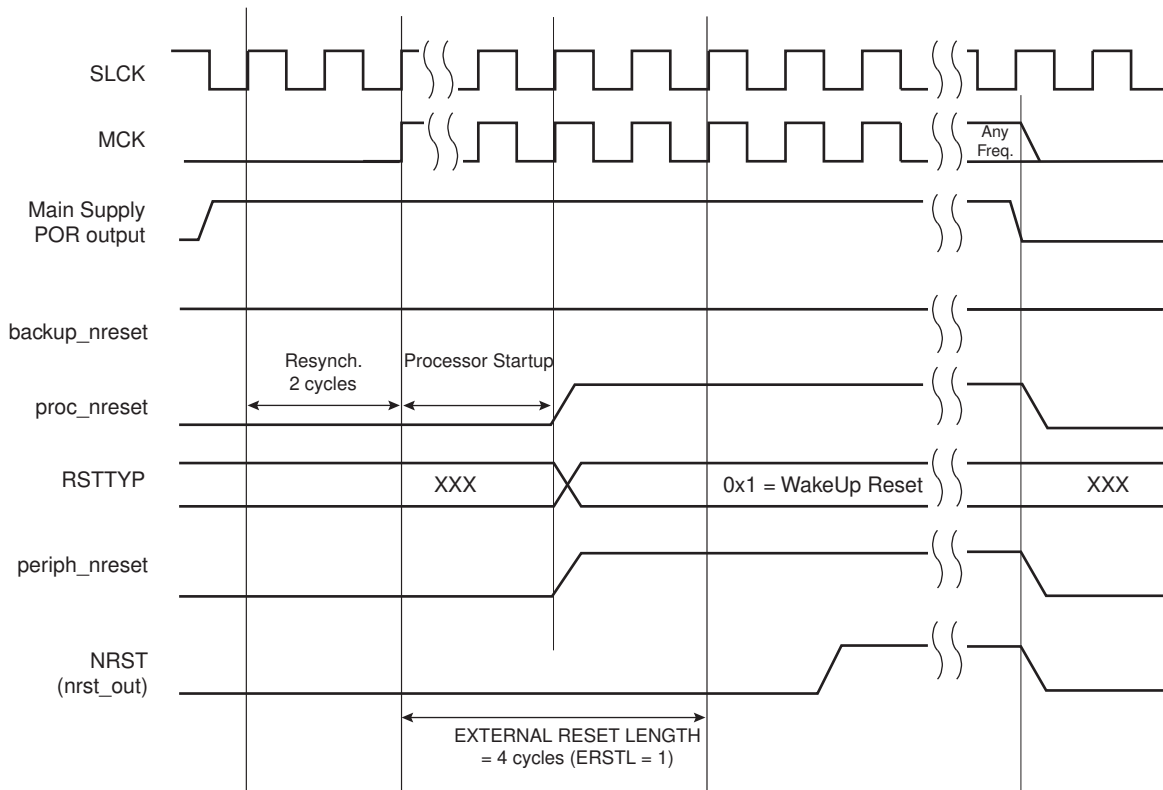 SLCK
MCK
Any
Freq.
Main Supply
POR output
backup_nreset
Resynch.
2 cycles
Processor Startup
proc_nreset
RSTTYP
XXX
0x1 = WakeUp Reset
XXX
periph_nreset
NRST
(nrst_out)
EXTERNAL RESET LENGTH
= 4 cycles (ERSTL = 1)